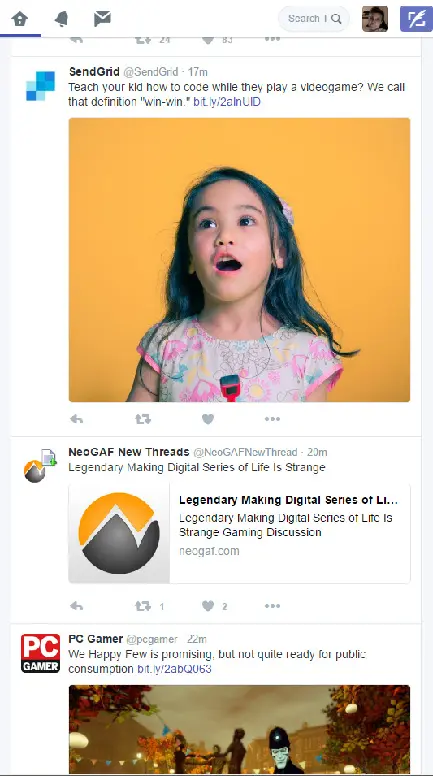 Search T
24
83
SendGrid @SendGrid · 17m
Teach your kid how to code while they play a videogame? We call
that definition "win-win." bit.ly/2alnUID
NeoGAF New Threads @NeoGAFNewThread · 20m
Legendary Making Digital Series of Life Is Strange
Legendary Making Digital Series of Li...
Legendary Making Digital Series of Life Is
Strange Gaming Discussion
neogaf.com
1
2
PC Gamer @pcgamer · 22m
PC
GAMER
We Happy Few is promising, but not quite ready for public
consumption bit.ly/2abQ063